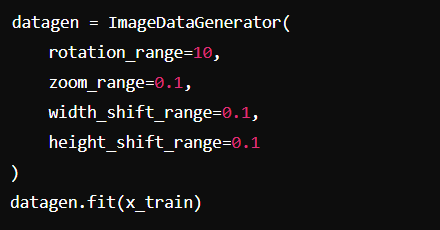 datagen = ImageDataGenerator(
    rotation_range=10,
    zoom_range=0.1,
    width_shift_range=0.1,
    height_shift_range=0.1
)
datagen.fit(x_train)